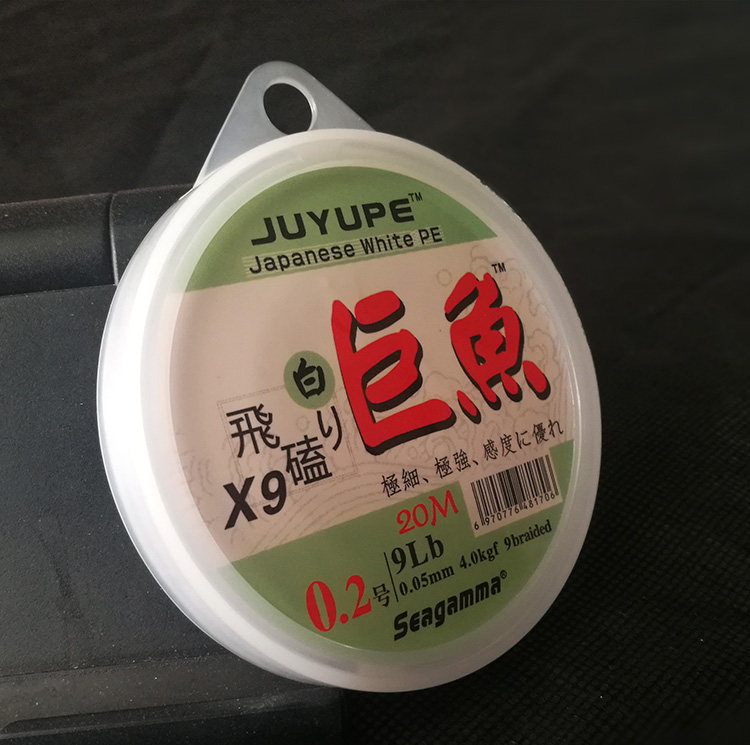 JUYUPE™
Japanese White PE
巨魚™
白
飛磕り
X9
極細、極強、感度に優れ
20M
6970776481706
0.2号
9Lb
0.05mm 4.0kgf 9braided
Seagamma®